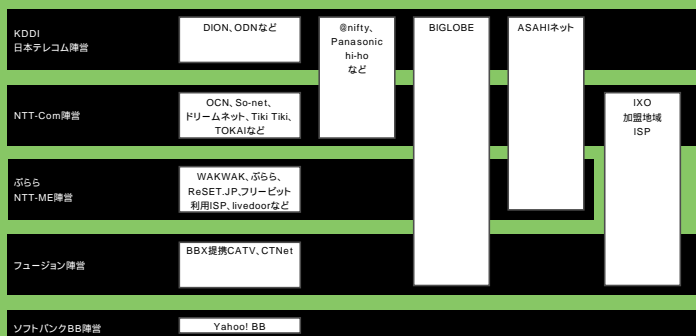 KDDI
日本テレコム陣営
DION、ODNなど
@nifty、
Panasonic
hi-ho
など
BIGLOBE
ASAHIネット
NTT-Com陣営
OCN、So-net、
ドリームネット、Tiki Tiki、
TOKAIなど
IXO
加盟地域
ISP
ぷらら
NTT-ME陣営
WAKWAK、ぷらら、
ReSET.JP、フリービット
利用ISP、livedoorなど
フュージョン陣営
BBX提携CATV、CTNet
ソフトバンクBB陣営
Yahoo! BB